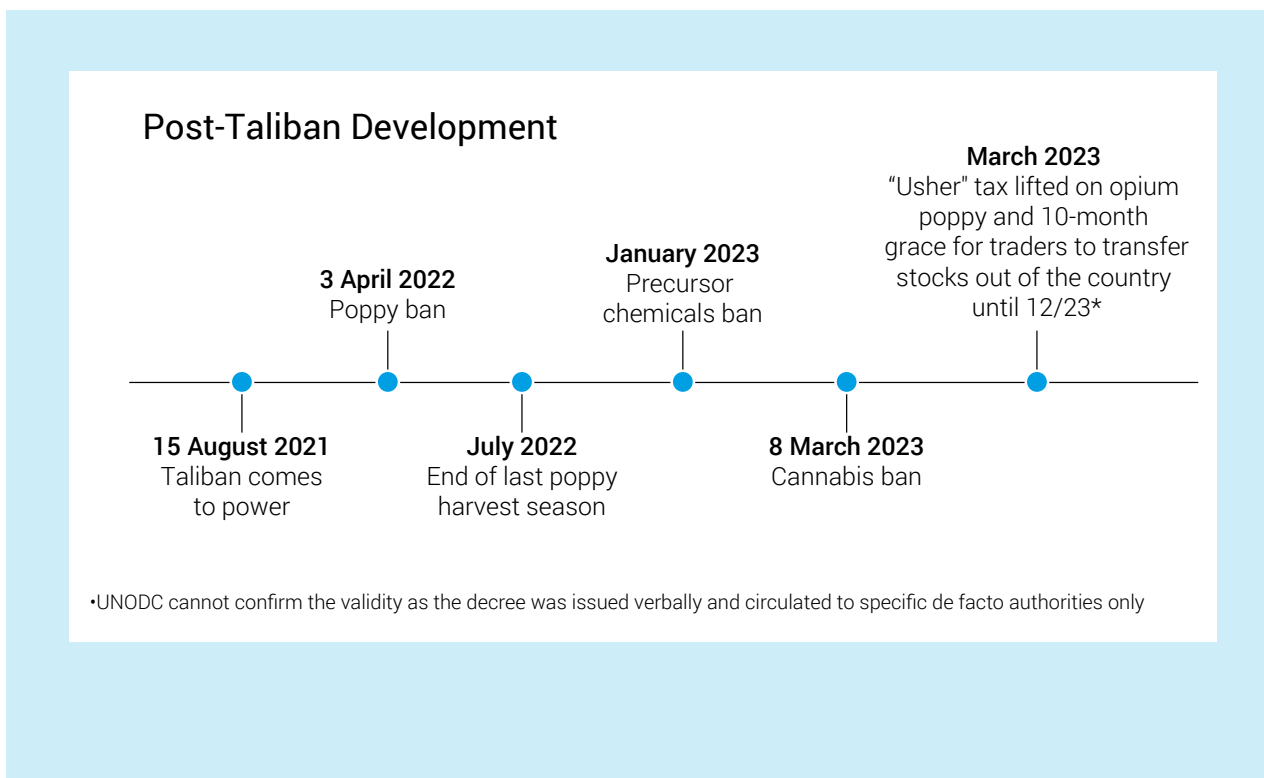 Post-Taliban Development
March 2023
“Usher" tax lifted on opium
poppy and 10-month
grace for traders to transfer
stocks out of the country
until 12/23*
January 2023
Precursor
chemicals ban
3 April 2022
Poppy ban
15 August 2021
Taliban comes
to power
July 2022
End of last poppy
harvest season
8 March 2023
Cannabis ban
•UNODC cannot confirm the validity as the decree was issued verbally and circulated to specific de facto authorities only